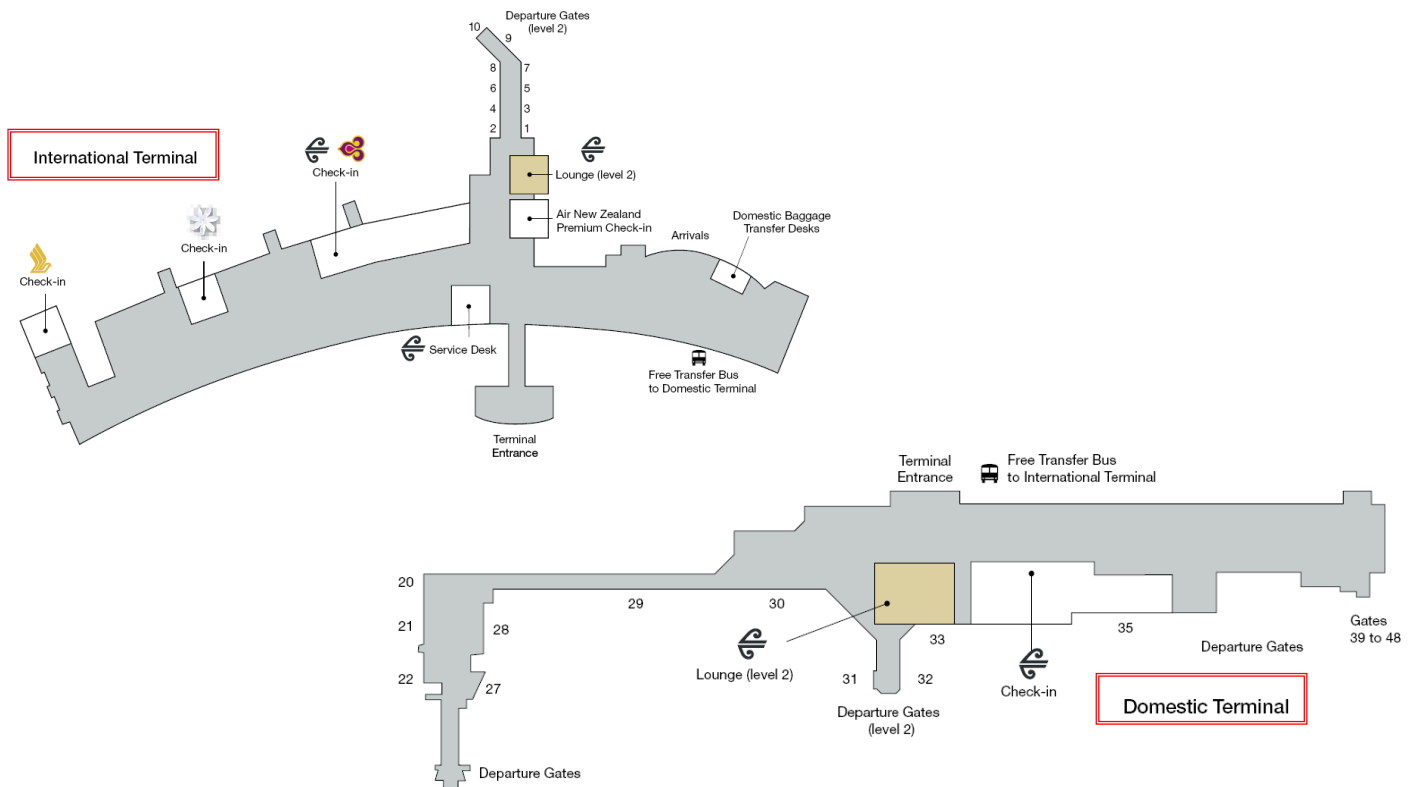 Departure Gates
(level 2)
10
9
8
7
6
5
4
3
2
1
International Terminal
Check-in
Lounge (level 2)
Air New Zealand
Premium Check-in
Domestic Baggage
Transfer Desks
Arrivals
Check-in
Check-in
Service Desk
Free Transfer Bus
to Domestic Terminal
Terminal
Entrance
Terminal
Entrance
Free Transfer Bus
to International Terminal
20
29
30
21
28
33
35
Gates
39 to 48
Departure Gates
22
27
Lounge (level 2)
31
32
Check-in
Departure Gates
(level 2)
Domestic Terminal
Departure Gates